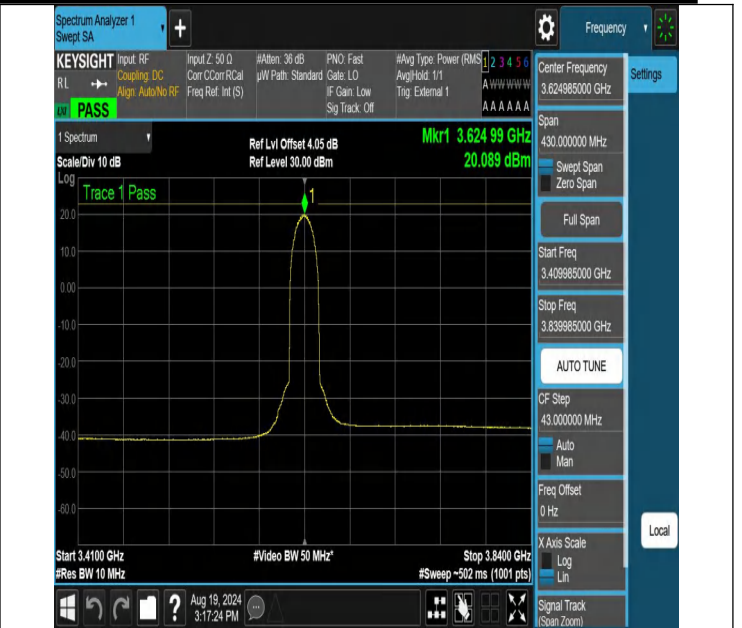 Spectrum Analyzer 1
Swept SA
+
Frequency
KEYSIGHT
RL
PASS
Input: RF
Coupling: DC
Align: Auto/No RF
Input Z: 50 Ω
Corr CCorr RCal
Freq Ref: Int (S)
#Atten: 36 dB
µW Path: Standard
PNO: Fast
Gate: LO
IF Gain: Low
Sig Track: Off
#Avg Type: Power (RMS
Avg|Hold: 1/1
Trig: External 1
1 2 3 4 5 6
A W W W W W
A A A A A A
Center Frequency
3.624985000 GHz
Settings
Span
430.000000 MHz
Swept Span
Zero Span
Full Span
Start Freq
3.409985000 GHz
Stop Freq
3.839985000 GHz
AUTO TUNE
CF Step
43.000000 MHz
Auto
Man
Freq Offset
0 Hz
X Axis Scale
Log
Lin
Signal Track
(Span Zoom)
Local
1 Spectrum
Scale/Div 10 dB
Log
Ref Lvl Offset 4.05 dB
Ref Level 30.00 dBm
Mkr1 3.624 99 GHz
20.089 dBm
Trace 1 Pass
1
20.0
10.0
0.00
-10.0
-20.0
-30.0
-40.0
-50.0
-60.0
Start 3.4100 GHz
#Res BW 10 MHz
#Video BW 50 MHz*
Stop 3.8400 GHz
#Sweep ~502 ms (1001 pts)
?
Aug 19, 2024
3:17:24 PM